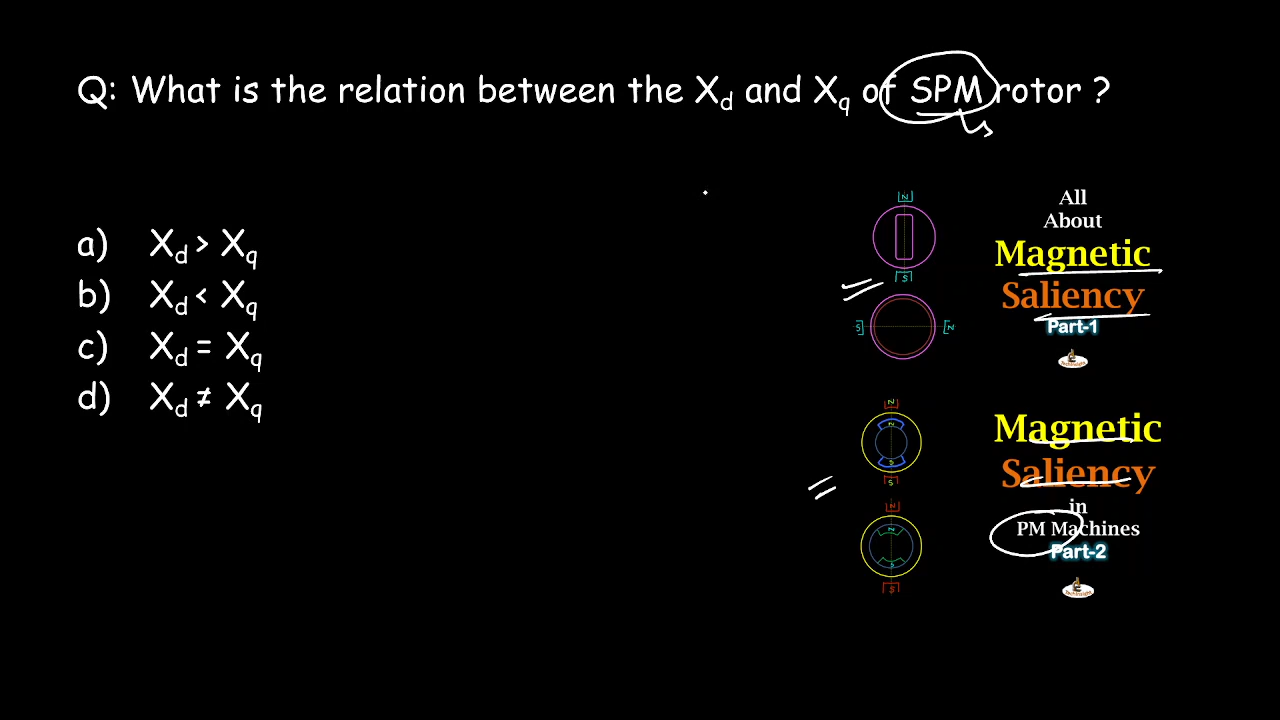 Q: What is the relation between the Xd and Xq of SPM rotor ?
a) Xd > Xq
b) Xd < Xq
c) Xd = Xq
d) Xd ≠ Xq
N
S
S
N
All
About
Magnetic
Saliency
Part-1
N
N
S
S
N
N
S
S
Magnetic
Saliency
in
PM Machines
Part-2